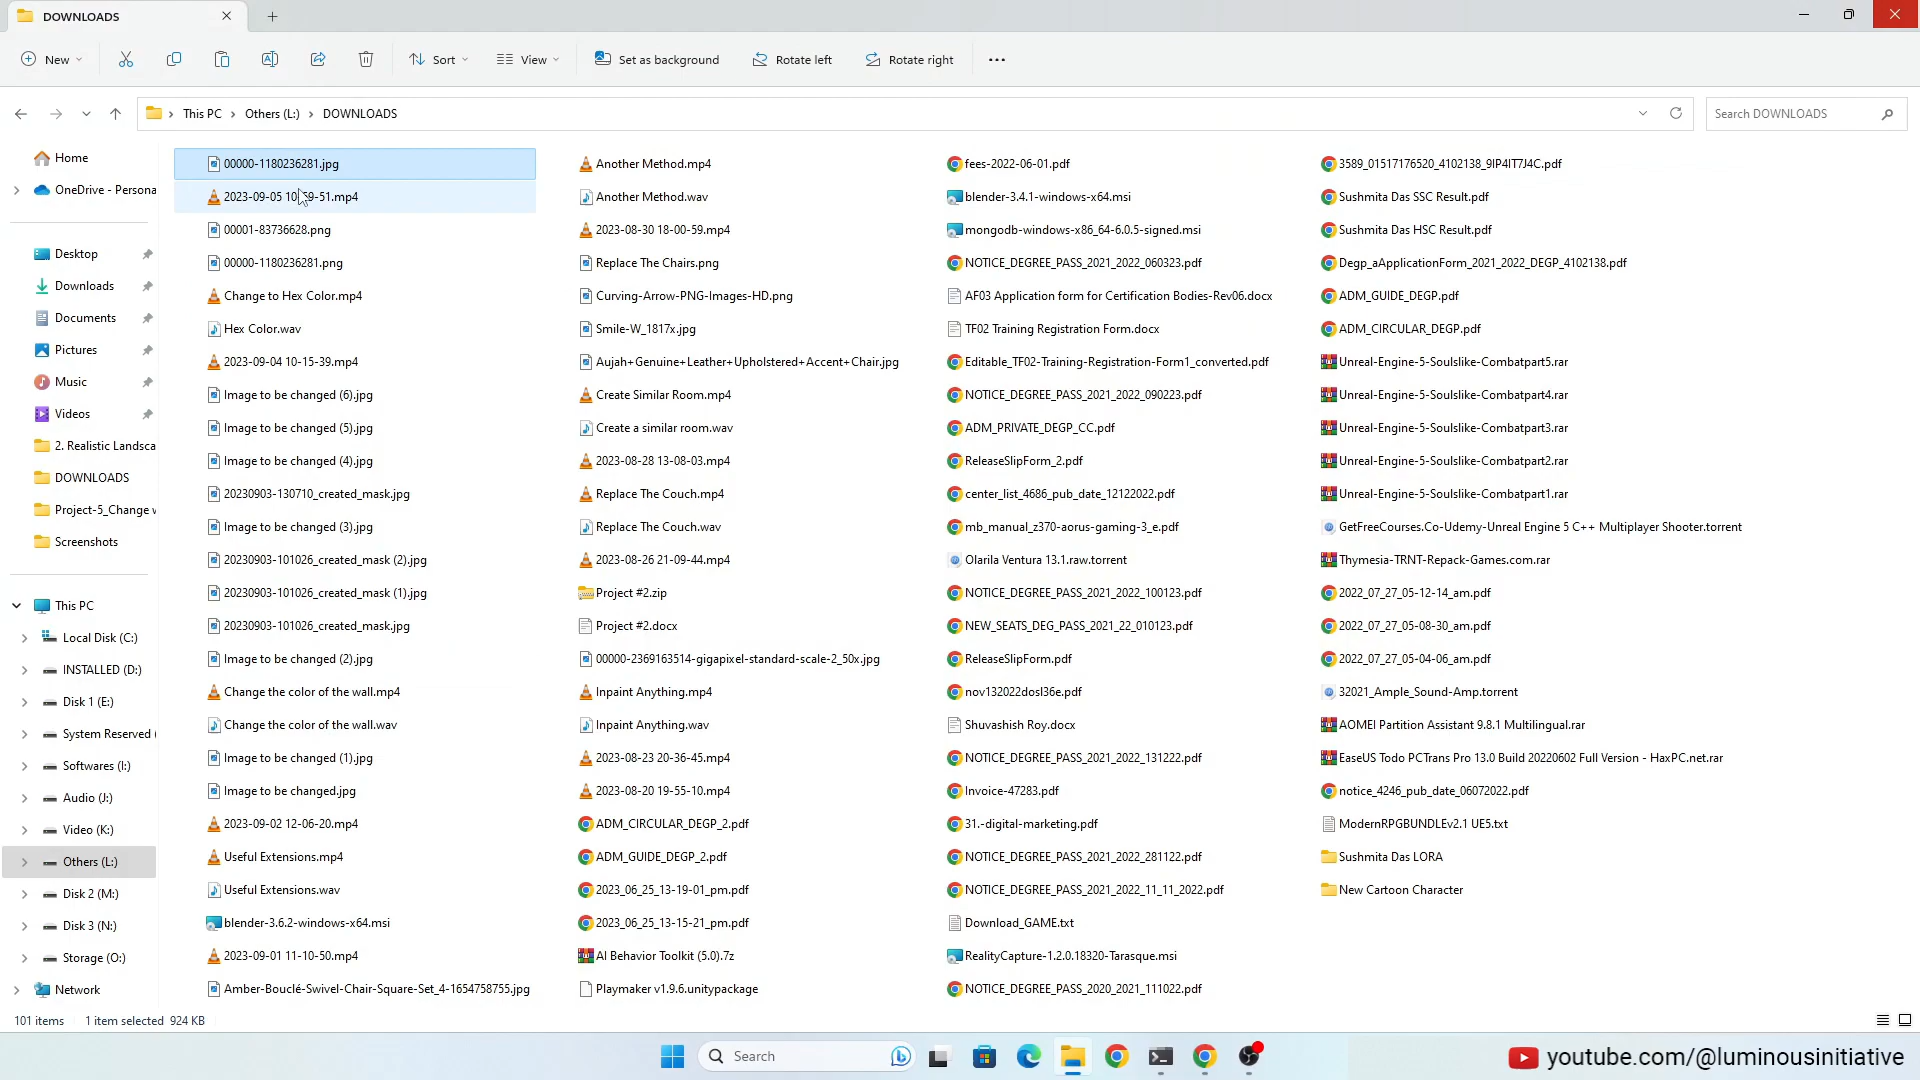 DOWNLOADS
New
Sort
View
Set as background
Rotate left
Rotate right
This PC
Others (L:)
DOWNLOADS
Search DOWNLOADS
Home
OneDrive - Persona
Desktop
Downloads
Documents
Pictures
Music
Videos
2. Realistic Landsca
DOWNLOADS
Project-5_Change w
Screenshots
This PC
Local Disk (C:)
INSTALLED (D:)
Disk 1 (E:)
System Reserved (
Softwares (I:)
Audio (J:)
Video (K:)
Others (L:)
Disk 2 (M:)
Disk 3 (N:)
Storage (O:)
Network
00000-1180236281.jpg
2023-09-05 10-59-51.mp4
00001-83736628.png
00000-1180236281.png
Change to Hex Color.mp4
Hex Color.wav
2023-09-04 10-15-39.mp4
Image to be changed (6).jpg
Image to be changed (5).jpg
Image to be changed (4).jpg
20230903-130710_created_mask.jpg
Image to be changed (3).jpg
20230903-101026_created_mask (2).jpg
20230903-101026_created_mask (1).jpg
20230903-101026_created_mask.jpg
Image to be changed (2).jpg
Change the color of the wall.mp4
Change the color of the wall.wav
Image to be changed (1).jpg
Image to be changed.jpg
2023-09-02 12-06-20.mp4
Useful Extensions.mp4
Useful Extensions.wav
blender-3.6.2-windows-x64.msi
2023-09-01 11-10-50.mp4
Amber-Bouclé-Swivel-Chair-Square-Set_4-1654758755.jpg
Another Method.mp4
Another Method.wav
2023-08-30 18-00-59.mp4
Replace The Chairs.png
Curving-Arrow-PNG-Images-HD.png
Smile-W_1817x.jpg
Aujah+Genuine+Leather+Upholstered+Accent+Chair.jpg
Create Similar Room.mp4
Create a similar room.wav
2023-08-28 13-08-03.mp4
Replace The Couch.mp4
Replace The Couch.wav
2023-08-26 21-09-44.mp4
Project #2.zip
Project #2.docx
00000-2369163514-gigapixel-standard-scale-2_50x.jpg
Inpaint Anything.mp4
Inpaint Anything.wav
2023-08-23 20-36-45.mp4
2023-08-20 19-55-10.mp4
ADM_CIRCULAR_DEGP_2.pdf
ADM_GUIDE_DEGP_2.pdf
2023_06_25_13-19-01_pm.pdf
2023_06_25_13-15-21_pm.pdf
AI Behavior Toolkit (5.0).7z
Playmaker v1.9.6.unitypackage
fees-2022-06-01.pdf
blender-3.4.1-windows-x64.msi
mongodb-windows-x86_64-6.0.5-signed.msi
NOTICE_DEGREE_PASS_2021_2022_060323.pdf
AF03 Application form for Certification Bodies-Rev06.docx
TF02 Training Registration Form.docx
Editable_TF02-Training-Registration-Form1_converted.pdf
NOTICE_DEGREE_PASS_2021_2022_090223.pdf
ADM_PRIVATE_DEGP_CC.pdf
ReleaseSlipForm_2.pdf
center_list_4686_pub_date_12122022.pdf
mb_manual_z370-aorus-gaming-3_e.pdf
Olarila Ventura 13.1.raw.torrent
NOTICE_DEGREE_PASS_2021_2022_100123.pdf
NEW_SEATS_DEG_PASS_2021_22_010123.pdf
ReleaseSlipForm.pdf
nov132022dosl36e.pdf
Shuvashish Roy.docx
NOTICE_DEGREE_PASS_2021_2022_131222.pdf
Invoice-47283.pdf
31.-digital-marketing.pdf
NOTICE_DEGREE_PASS_2021_2022_281122.pdf
NOTICE_DEGREE_PASS_2021_2022_11_11_2022.pdf
Download_GAME.txt
RealityCapture-1.2.0.18320-Tarasque.msi
NOTICE_DEGREE_PASS_2020_2021_111022.pdf
3589_01517176520_4102138_9IP4IT7J4C.pdf
Sushmita Das SSC Result.pdf
Sushmita Das HSC Result.pdf
Degp_aApplicationForm_2021_2022_DEGP_4102138.pdf
ADM_GUIDE_DEGP.pdf
ADM_CIRCULAR_DEGP.pdf
Unreal-Engine-5-Soulslike-Combatpart5.rar
Unreal-Engine-5-Soulslike-Combatpart4.rar
Unreal-Engine-5-Soulslike-Combatpart3.rar
Unreal-Engine-5-Soulslike-Combatpart2.rar
Unreal-Engine-5-Soulslike-Combatpart1.rar
GetFreeCourses.Co-Udemy-Unreal Engine 5 C++ Multiplayer Shooter.torrent
Thymesia-TRNT-Repack-Games.com.rar
2022_07_27_05-12-14_am.pdf
2022_07_27_05-08-30_am.pdf
2022_07_27_05-04-06_am.pdf
32021_Ample_Sound-Amp.torrent
AOMEI Partition Assistant 9.8.1 Multilingual.rar
EaseUS Todo PCTrans Pro 13.0 Build 20220602 Full Version - HaxPC.net.rar
notice_4246_pub_date_06072022.pdf
ModernRPGBUNDLEv2.1 UE5.txt
Sushmita Das LORA
New Cartoon Character
101 items
1 item selected 924 KB
Search
youtube.com/@luminousinitiative